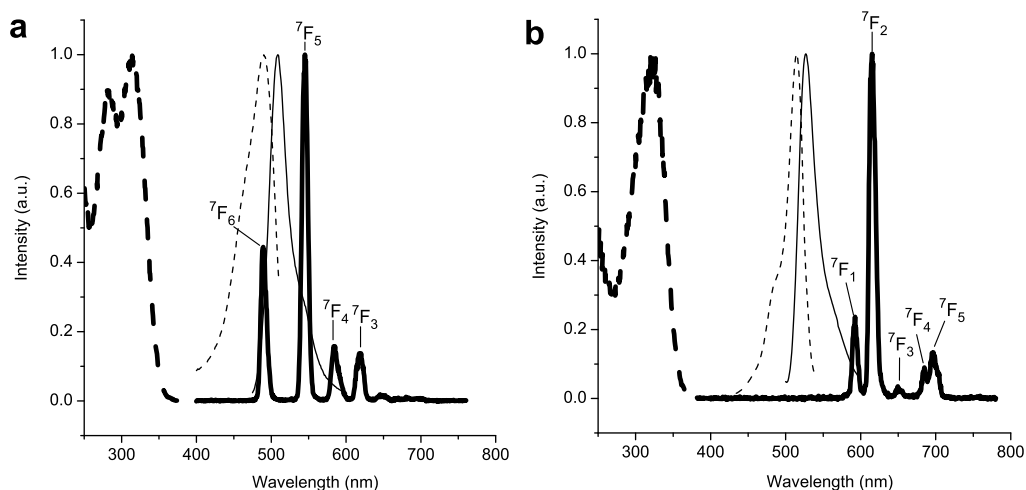 a
⁷F₅
⁷F₆
⁷F₄ ⁷F₃
1.0
0.8
0.6
0.4
0.2
0.0
Intensity (a.u.)
300 400 500 600 700 800
Wavelength (nm)
b
⁷F₂
⁷F₁
⁷F₃
⁷F₄
⁷F₅
1.0
0.8
0.6
0.4
0.2
0.0
Intensity (a.u.)
300 400 500 600 700 800
Wavelength (nm)